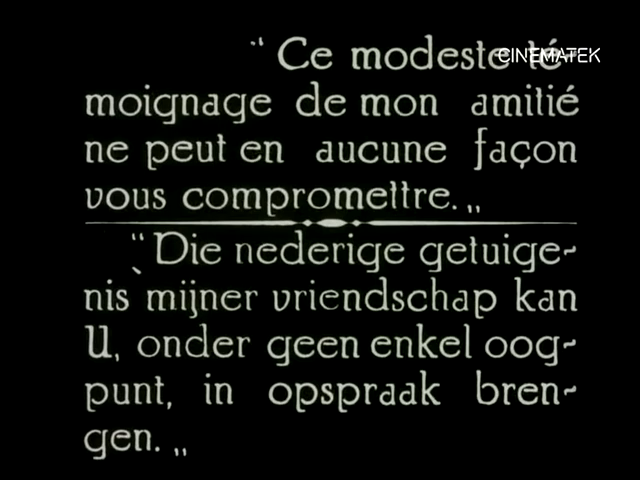 CINEMATEK
“ Ce modeste té-
moignage de mon amitié
ne peut en aucune façon
vous compromettre. „
“ Die nederige getuige-
nis mijner vriendschap kan
U, onder geen enkel oog-
punt, in opspraak bren-
gen. „